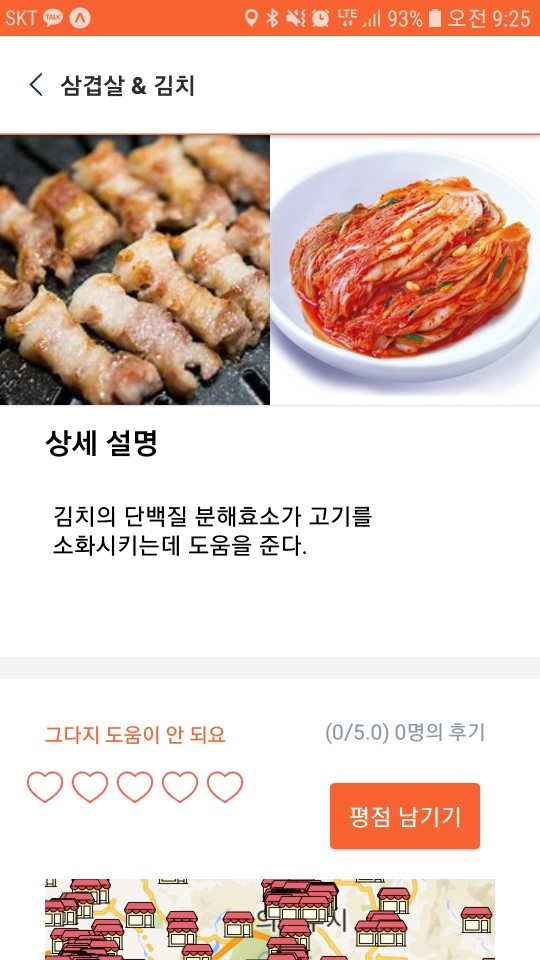 SKT TALK LTE 93% 오전 9:25
삼겹살 & 김치
상세 설명
김치의 단백질 분해효소가 고기를
소화시키는데 도움을 준다.
그다지 도움이 안 되요
(0/5.0) 0명의 후기
평점 남기기